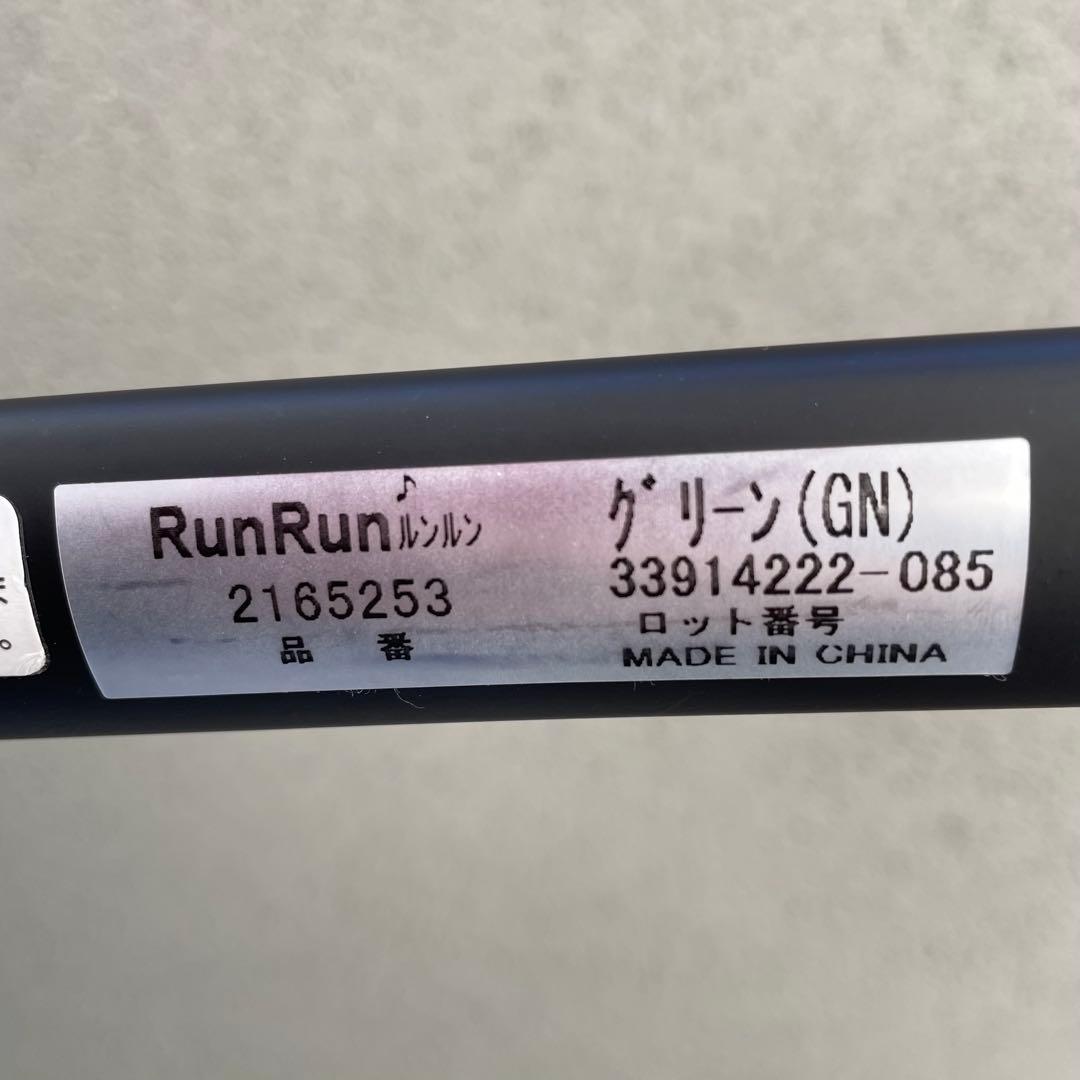 RunRun♪ﾙﾝﾙﾝ
2165253
品 番
ｸﾞﾘｰﾝ(GN)
33914222-085
ロット番号
MADE IN CHINA
。